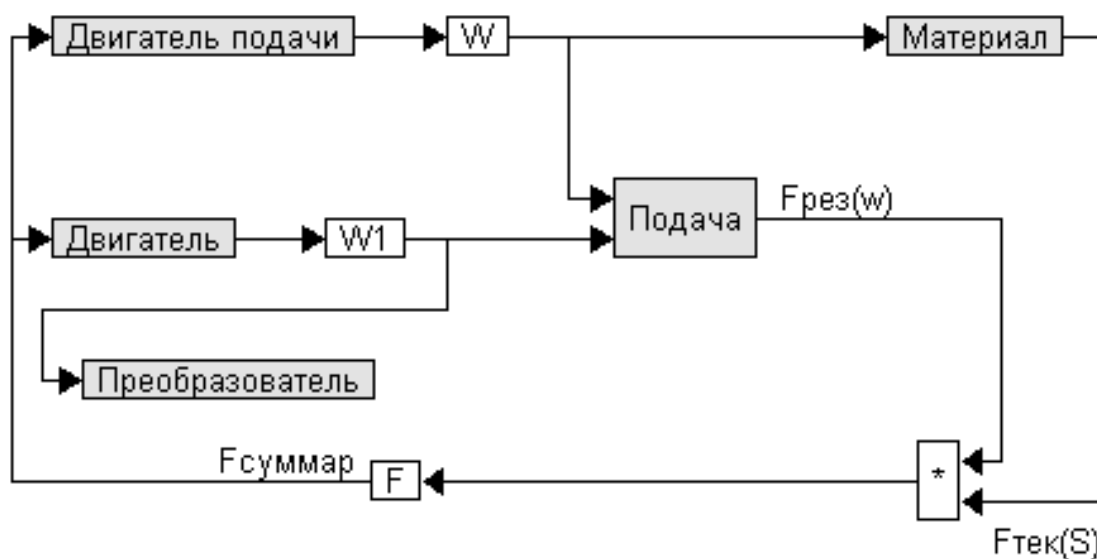 Двигатель подачи
W
Материал
Подача
Fрез(w)
Двигатель
W1
Преобразователь
Fсуммар
F
*
Fтек(S)